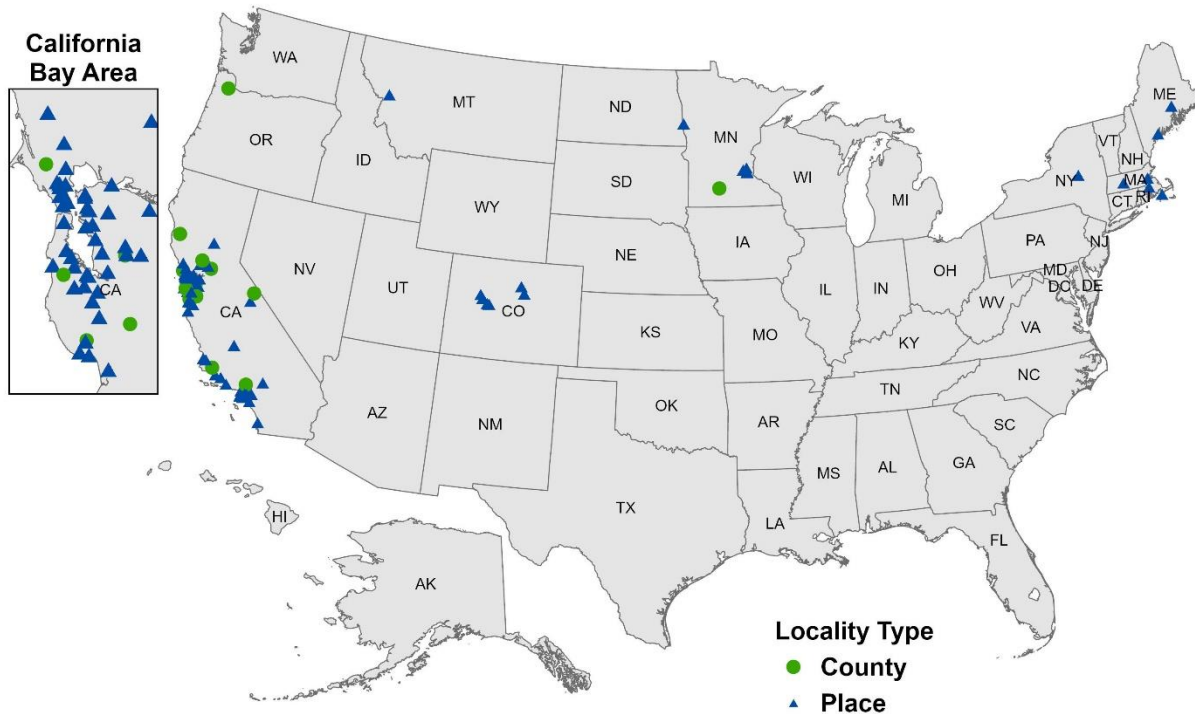 California
Bay Area
CA
WA
OR
ID
MT
ND
MN
SD
WY
NE
IA
WI
MI
NV
UT
CO
CA
KS
MO
IL
IN
OH
KY
WV
VA
PA
NY
VT
NH
ME
MA
RI
CT
NJ
MD
DC
DE
NC
TN
SC
GA
AL
MS
AR
OK
LA
TX
NM
AZ
FL
HI
AK
Locality Type
County
Place